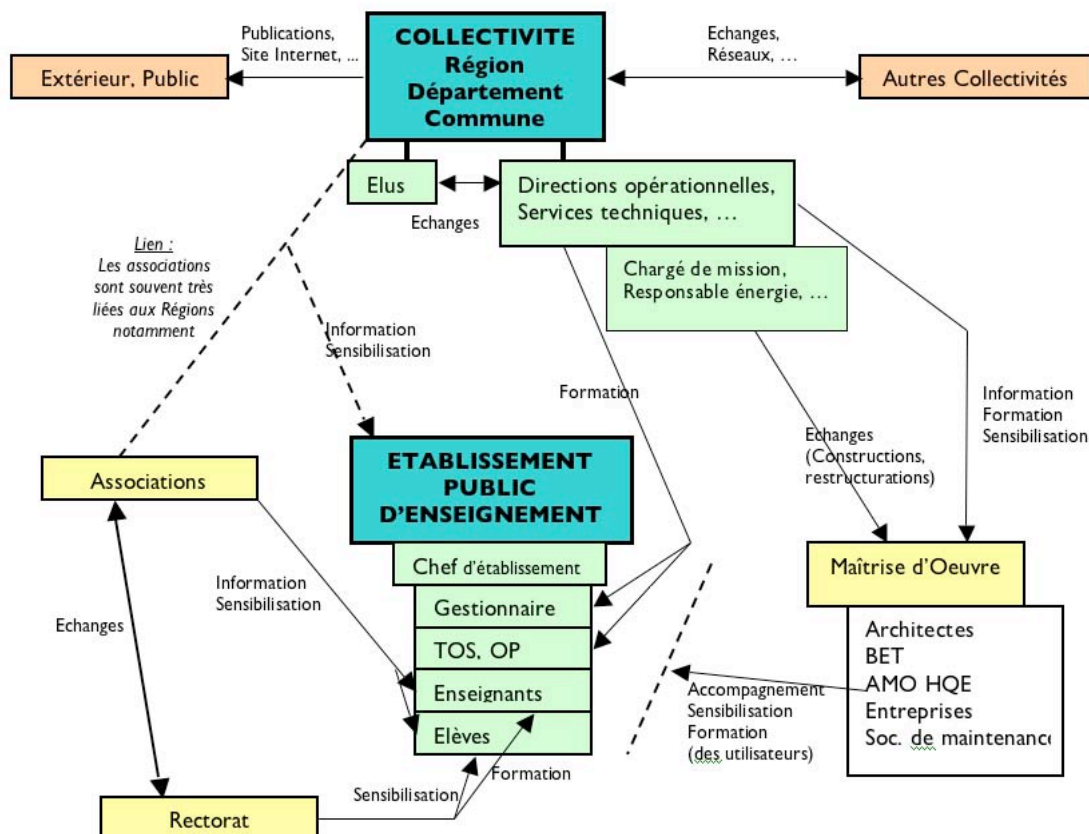 Publications,
Site Internet, ...
COLLECTIVITE
Région
Département
Commune
Echanges,
Réseaux, …
Extérieur, Public
Autres Collectivités
Elus
Echanges
Directions opérationnelles,
Services techniques, …
Chargé de mission,
Responsable énergie, …
Lien :
Les associations
sont souvent très
liées aux Régions
notamment
Information
Sensibilisation
Formation
Information
Formation
Sensibilisation
Echanges
(Constructions,
restructurations)
Associations
ETABLISSEMENT
PUBLIC
D'ENSEIGNEMENT
Chef d'établissement
Gestionnaire
TOS, OP
Enseignants
Elèves
Information
Sensibilisation
Echanges
Maîtrise d'Oeuvre
Architectes
BET
AMO HQE
Entreprises
Soc. de maintenance
Accompagnement
Sensibilisation
Formation
(des utilisateurs)
Formation
Sensibilisation
Rectorat